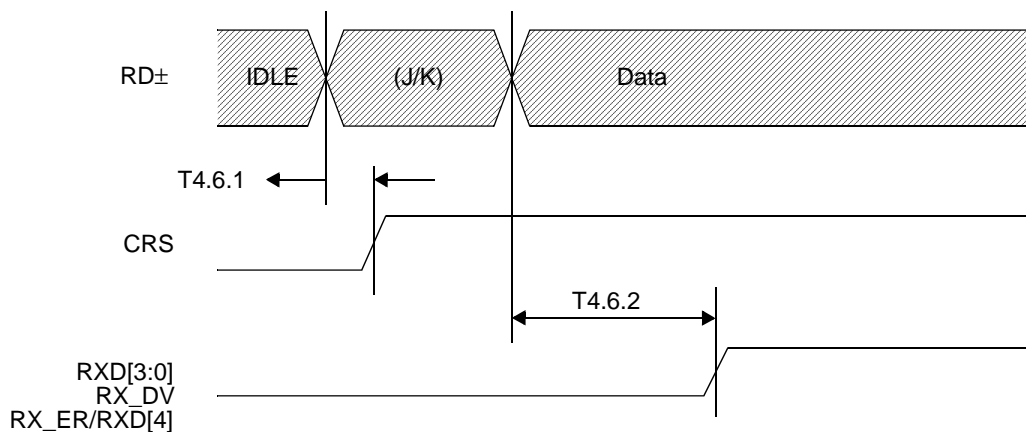 RD±
IDLE
(J/K)
Data
T4.6.1
CRS
T4.6.2
RXD[3:0]
RX_DV
RX_ER/RXD[4]